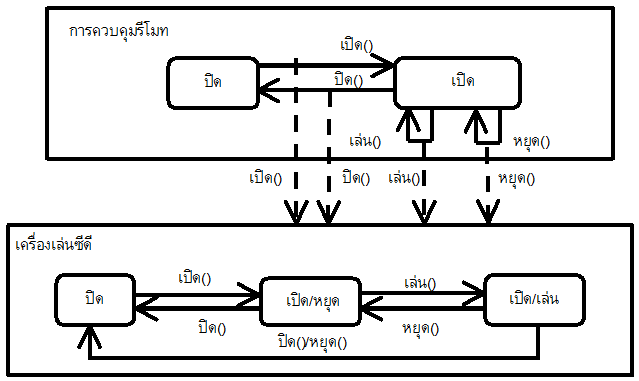 การควบคุมรีโมท
เปิด()
ปิด
ปิด()
เปิด
เล่น()
หยุด()
เปิด()
ปิด()
เล่น()
หยุด()
เครื่องเล่นซีดี
เปิด()
เล่น()
ปิด
เปิด/หยุด
เปิด/เล่น
ปิด()
หยุด()
ปิด()/หยุด()